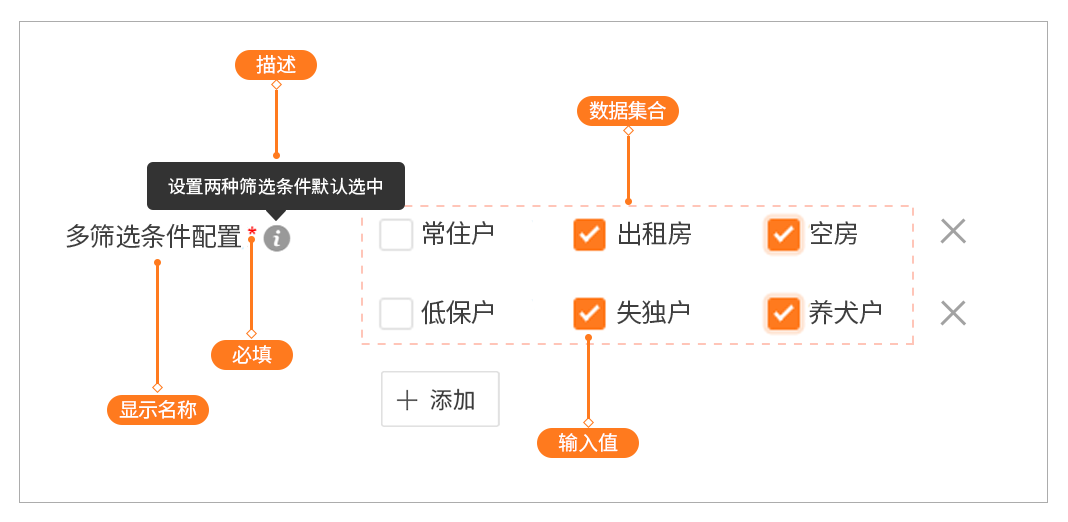 描述
数据集合
设置两种筛选条件默认选中
多筛选条件配置 *
常住户 出租房 空房
低保户 失独户 养犬户
必填
显示名称
添加
输入值